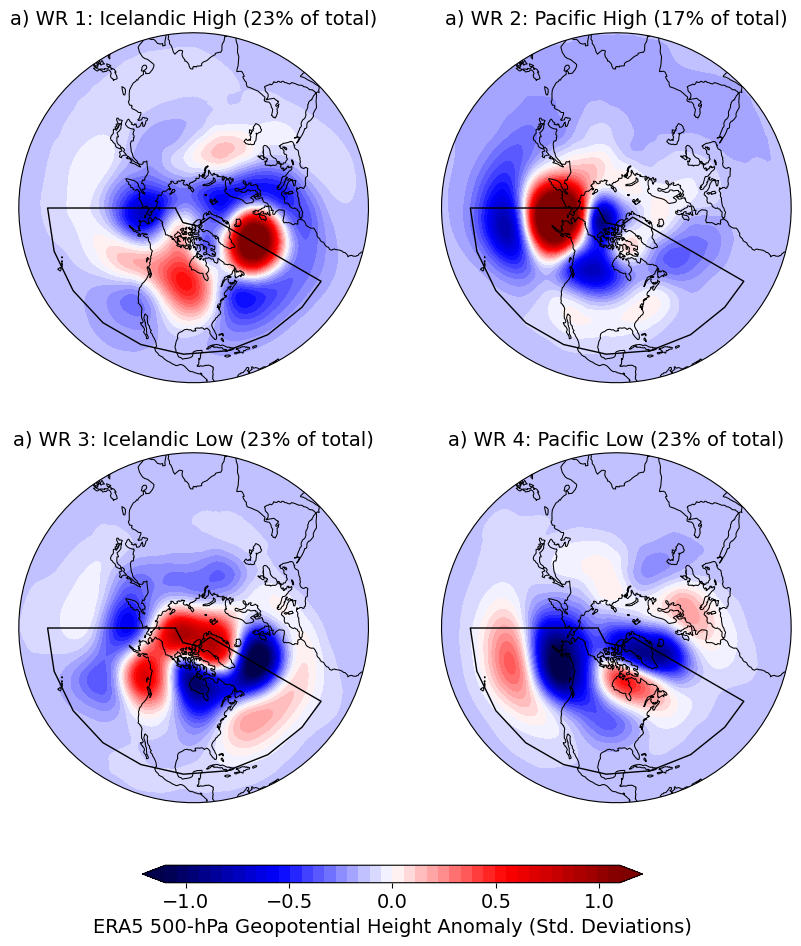 a) WR 1: Icelandic High (23% of total)
a) WR 2: Pacific High (17% of total)
a) WR 3: Icelandic Low (23% of total)
a) WR 4: Pacific Low (23% of total)
−1.0 −0.5 0.0 0.5 1.0
ERA5 500-hPa Geopotential Height Anomaly (Std. Deviations)